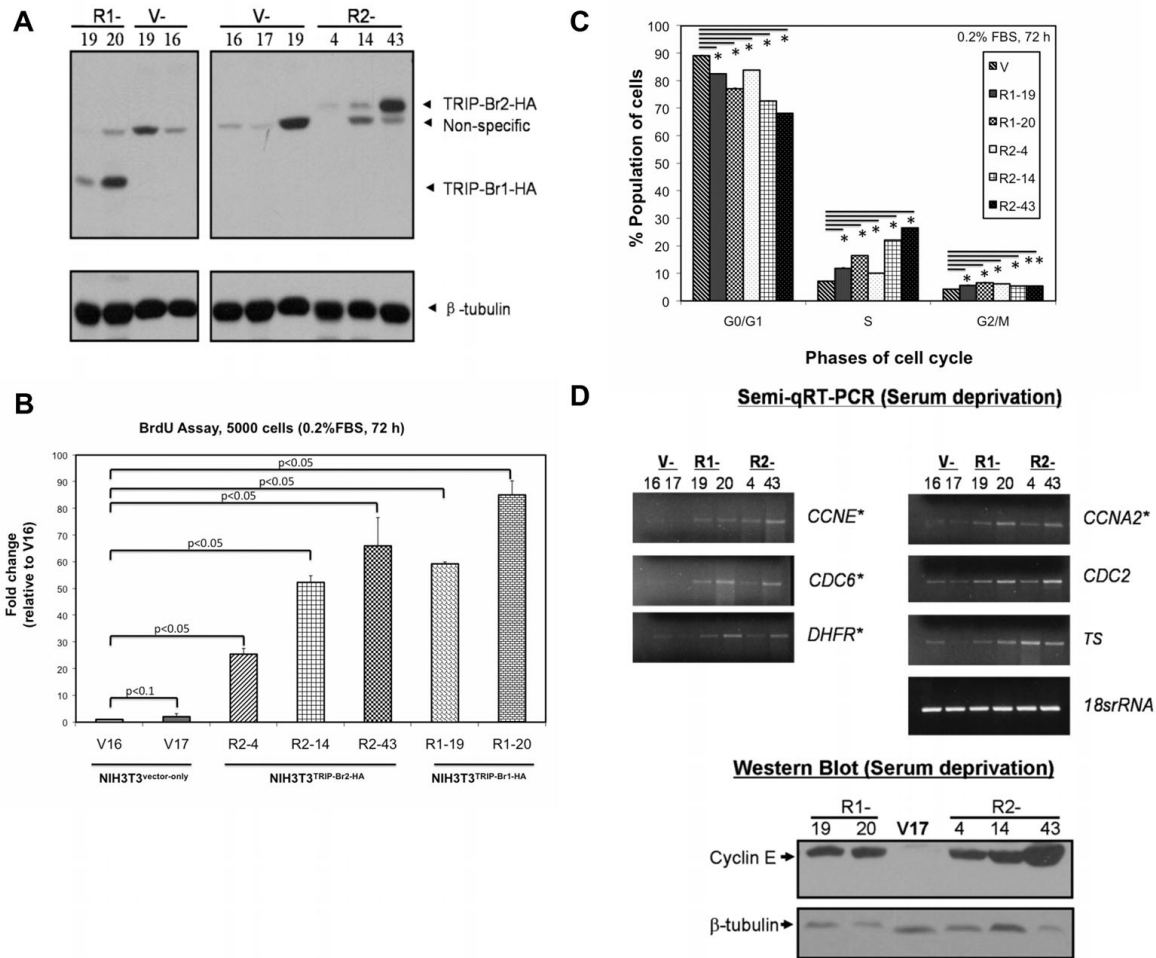 A
R1- V- V- R2-
19 20 19 16 16 17 19 4 14 43
TRIP-Br2-HA
Non-specific
TRIP-Br1-HA
β-tubulin
B
BrdU Assay, 5000 cells (0.2%FBS, 72 h)
Fold change
(relative to V16)
100
90
80
70
60
50
40
30
20
10
0
p<0.05
p<0.05
p<0.05
p<0.05
p<0.05
p<0.1
V16 V17 R2-4 R2-14 R2-43 R1-19 R1-20
NIH3T3vector-only NIH3T3TRIP-Br2-HA NIH3T3TRIP-Br1-HA
C
0.2% FBS, 72 h
% Population of cells
100
90
80
70
60
50
40
30
20
10
0
* * * * *
* * * * *
* * * * **
V
R1-19
R1-20
R2-4
R2-14
R2-43
G0/G1 S G2/M
Phases of cell cycle
D
Semi-qRT-PCR (Serum deprivation)
V- R1- R2-
16 17 19 20 4 43
CCNE*
CDC6*
DHFR*
V- R1- R2-
16 17 19 20 4 43
CCNA2*
CDC2
TS
18srRNA
Western Blot (Serum deprivation)
R1- R2-
19 20 V17 4 14 43
Cyclin E
β-tubulin